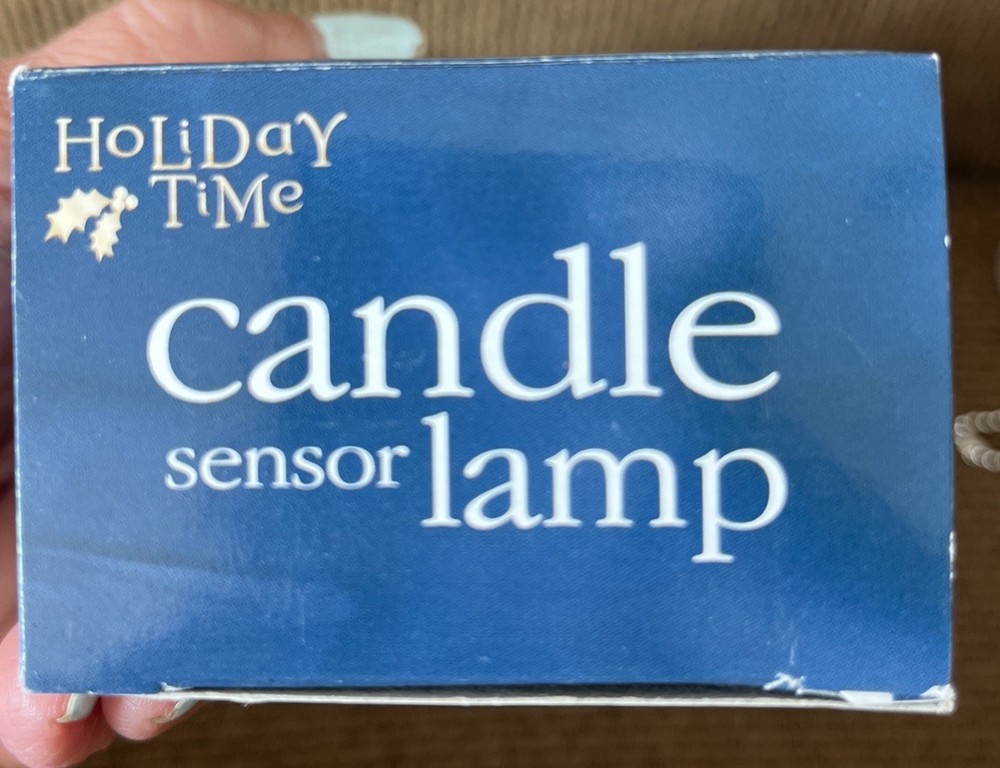 HoLiDaY
TiMe
candle
sensor lamp